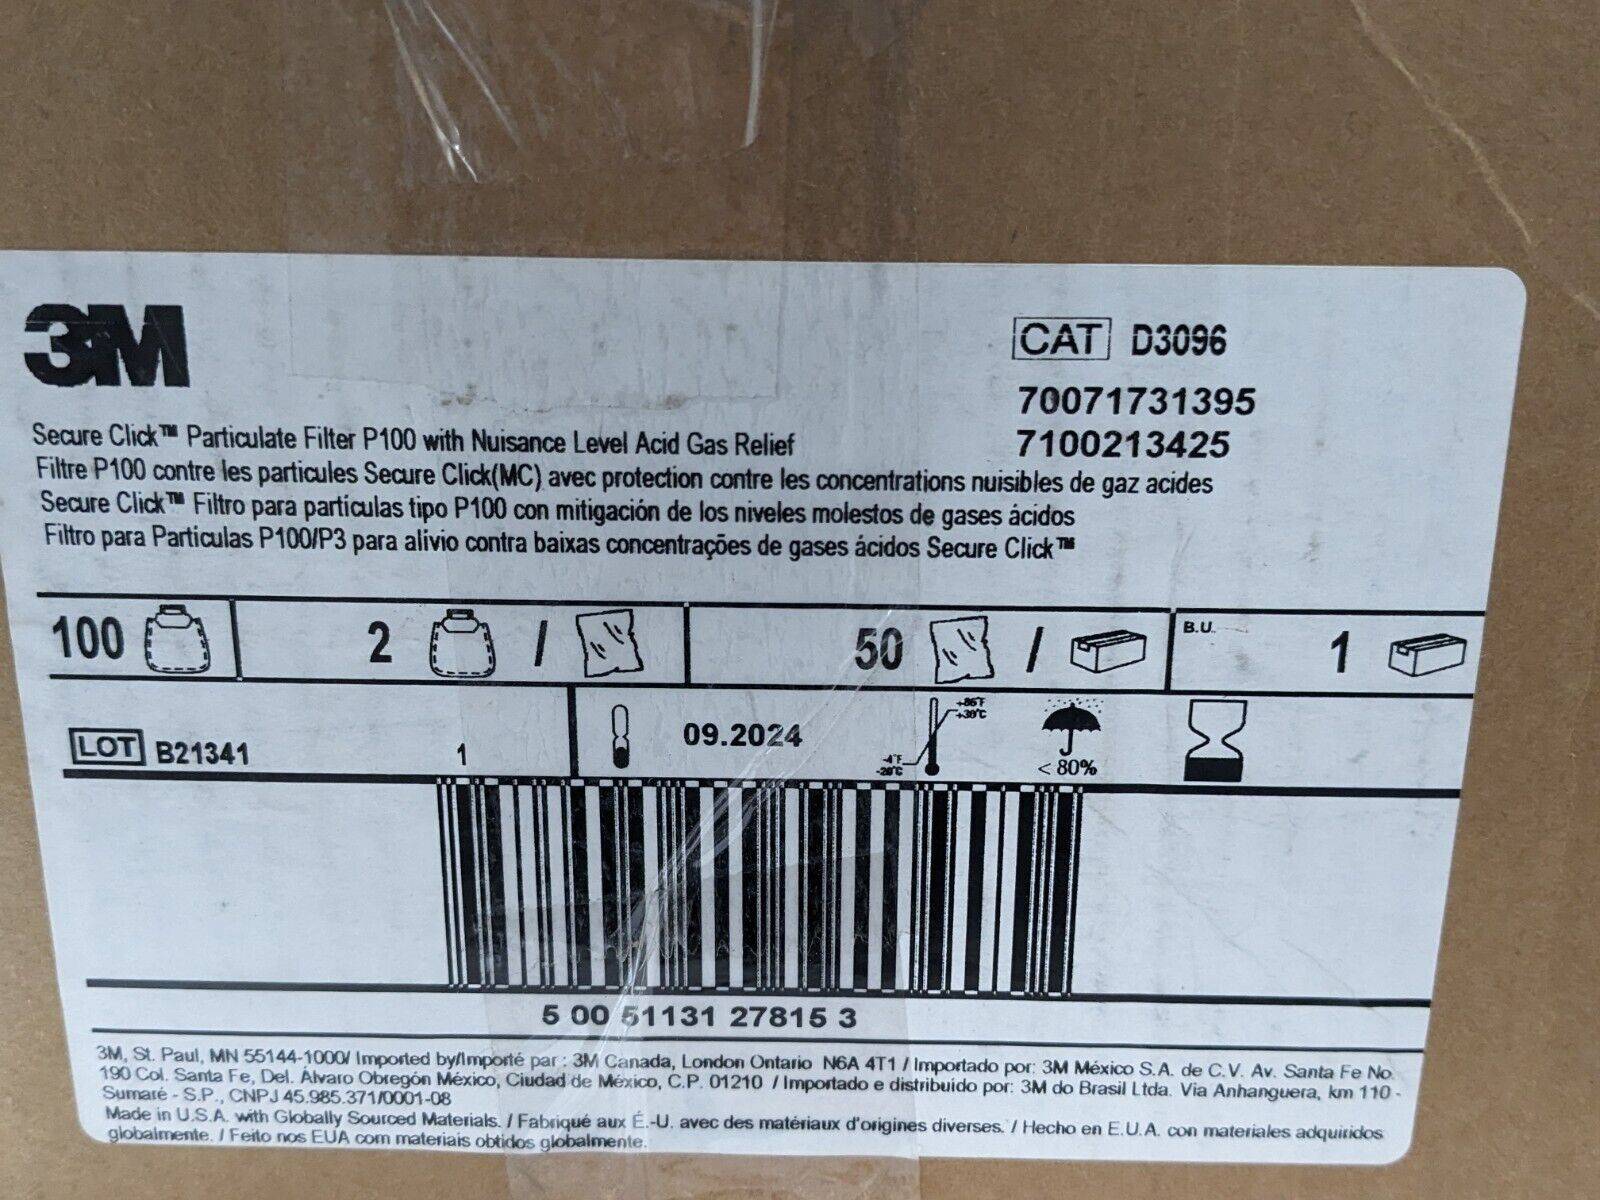 3M
CAT D3096
70071731395
7100213425
Secure Click™ Particulate Filter P100 with Nuisance Level Acid Gas Relief
Filtre P100 contre les particules Secure Click(MC) avec protection contre les concentrations nuisibles de gaz acides
Secure Click™ Filtro para partículas tipo P100 con mitigación de los niveles molestos de gases ácidos
Filtro para Particulas P100/P3 para alívio contra baixas concentrações de gases ácidos Secure Click™
100 2 / 50 / B.U. 1
LOT B21341 1 09.2024
+86°F
+30°C
-4°F
-20°C
< 80%
5 00 51131 27815 3
3M, St. Paul, MN 55144-1000/ Imported by/Importé par : 3M Canada, London Ontario N6A 4T1 / Importado por: 3M México S.A. de C.V. Av. Santa Fe No.
190 Col. Santa Fe, Del. Álvaro Obregón México, Ciudad de México, C.P. 01210 / Importado e distribuido por: 3M do Brasil Ltda. Via Anhanguera, km 110 -
Sumaré - S.P., CNPJ 45.985.371/0001-08
Made in U.S.A. with Globally Sourced Materials. / Fabriqué aux É.-U. avec des matériaux d'origines diverses. / Hecho en E.U.A. con materiales adquiridos
globalmente. / Feito nos EUA com materiais obtidos globalmente.